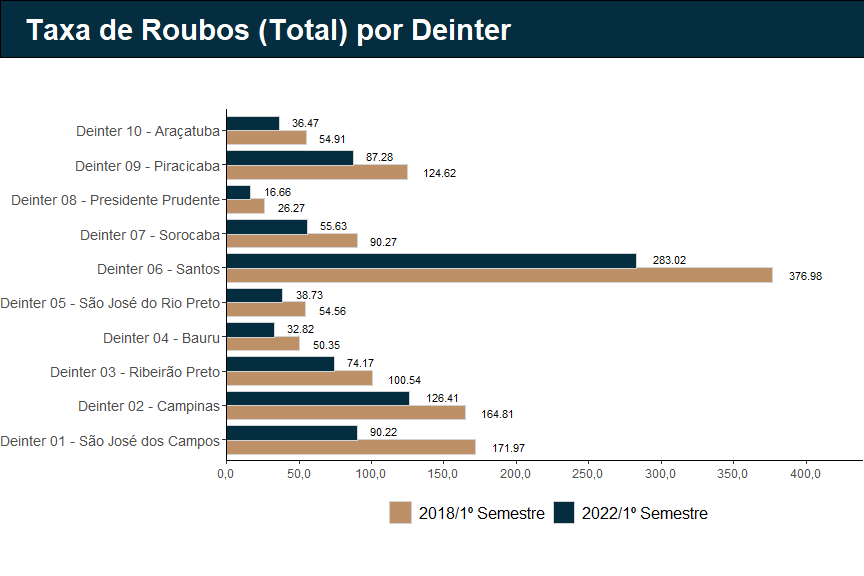 Taxa de Roubos (Total) por Deinter
Deinter 10 - Araçatuba
36.47
54.91
Deinter 09 - Piracicaba
87.28
124.62
Deinter 08 - Presidente Prudente
16.66
26.27
Deinter 07 - Sorocaba
55.63
90.27
Deinter 06 - Santos
283.02
376.98
Deinter 05 - São José do Rio Preto
38.73
54.56
Deinter 04 - Bauru
32.82
50.35
Deinter 03 - Ribeirão Preto
74.17
100.54
Deinter 02 - Campinas
126.41
164.81
Deinter 01 - São José dos Campos
90.22
171.97
0,0 50,0 100,0 150,0 200,0 250,0 300,0 350,0 400,0
2018/1º Semestre 2022/1º Semestre